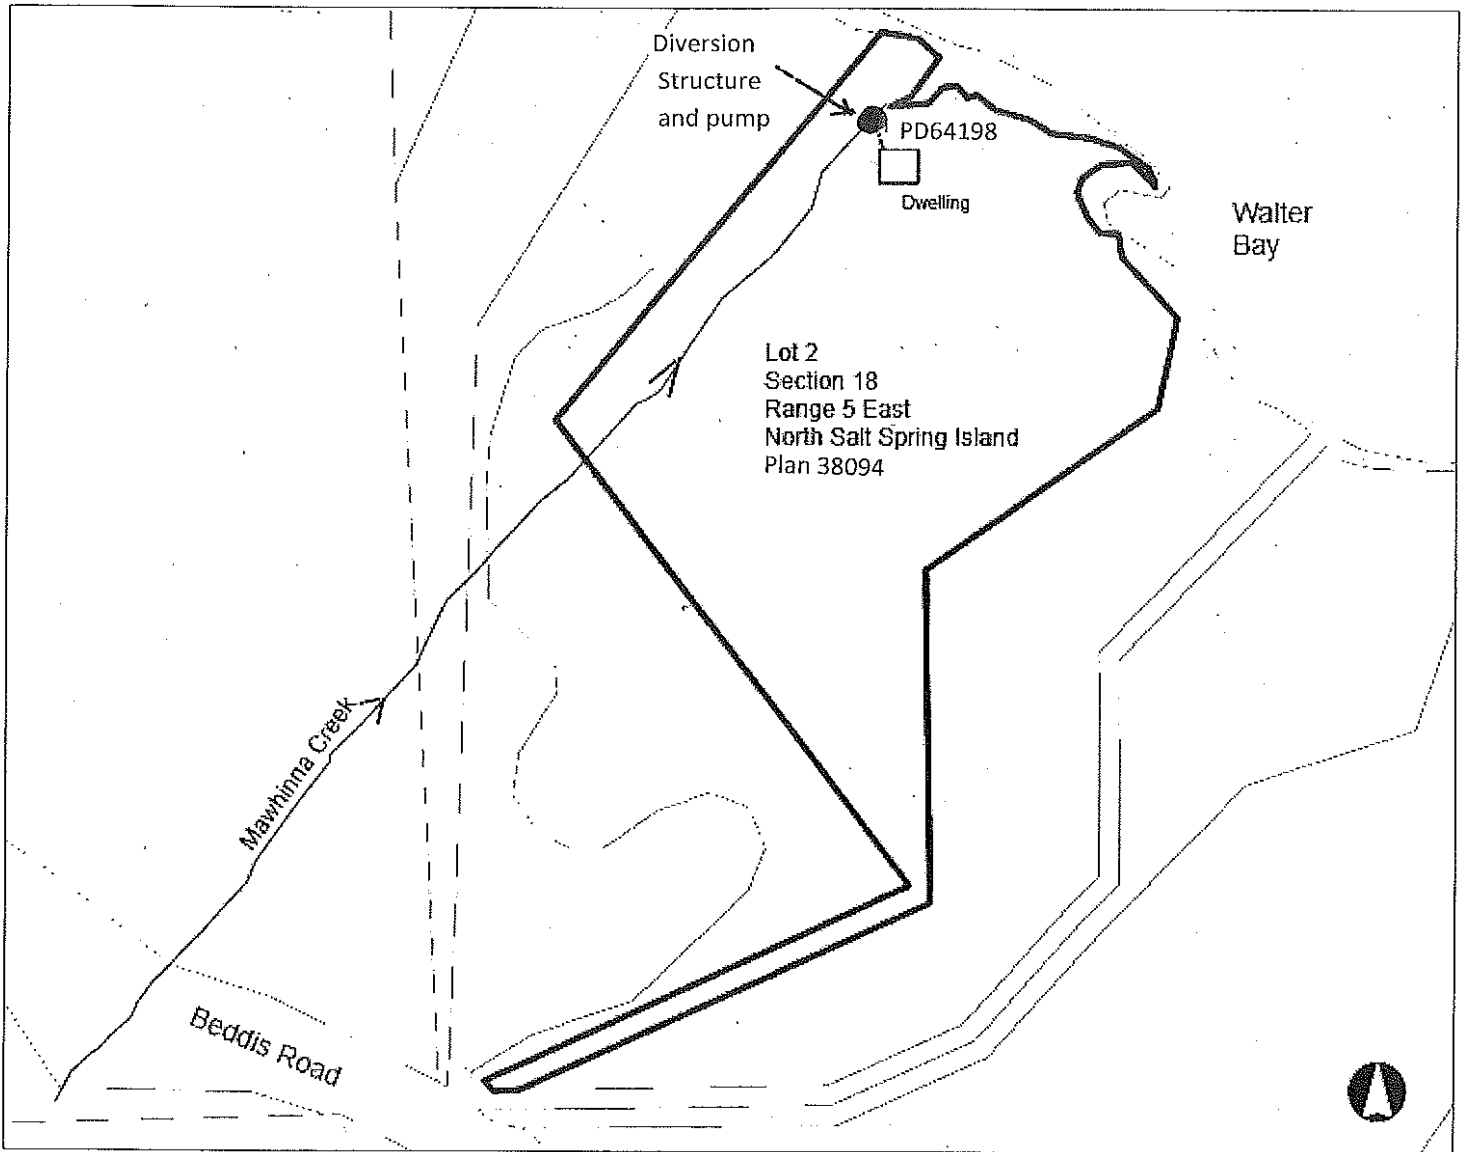 Diversion
Structure
and pump
PD64198
Dwelling
Walter
Bay
Lot 2
Section 18
Range 5 East
North Salt Spring Island
Plan 38094
Mawhinna Creek
Beddis Road